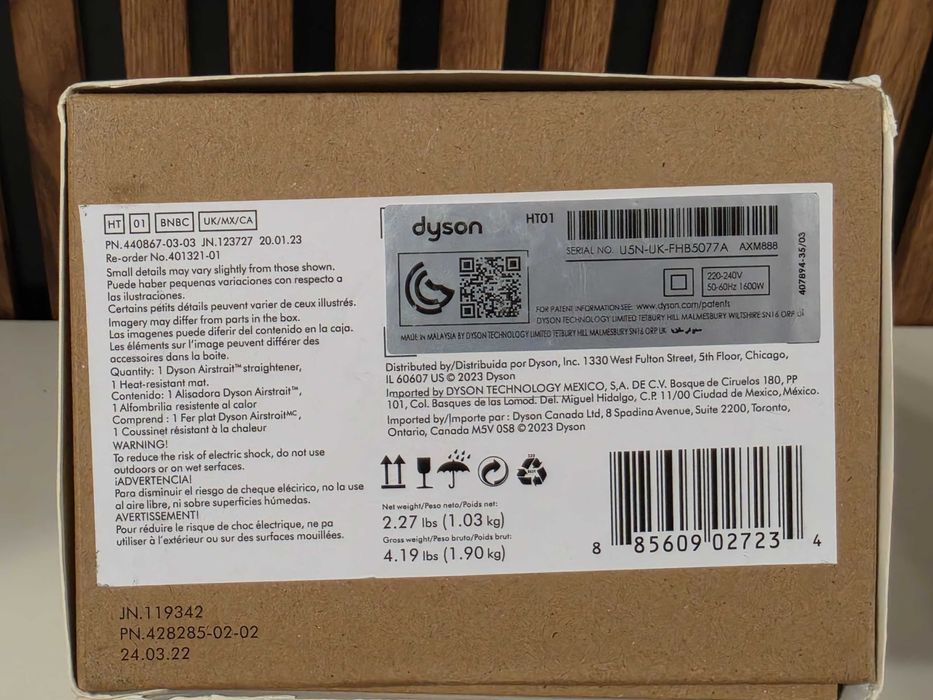 HT 01 BNBC UK/MX/CA
PN.440867-03-03 JN.123727 20.01.23
Re-order No.401321-01
Small details may vary slightly from those shown.
Puede haber pequenas variaciones con respecto a
las ilustraciones.
Certains petits détails peuvent varier de ceux illustrés.
Imagery may differ from parts in the box.
Las imagenes puede diferir del contenido en la caja.
Les éléments sur l'image peuvent différer des
accessoires dans la boite.
Quantity: 1 Dyson Airstrait™ straightener,
1 Heat-resistant mat.
Contenido: 1 Alisadora Dyson Airstrait™,
1 Alfombrilla resistente al calor
Comprend : 1 Fer plat Dyson Airstrait MC,
1 Coussinet résistant à la chaleur
WARNING!
To reduce the risk of electric shock, do not use
outdoors or on wet surfaces.
¡ADVERTENCIA!
Para disminuir el riesgo de cheque eléctrico, no la use
al aire libre, ni sobre superficies húmedas.
AVERTISSEMENT!
Pour réduire le risque de choc électrique, ne pa
utiliser à l'extérieur ou sur des surfaces mouillées.
dyson HT01
SERIAL NO. U5N-UK-FHB5077A AXM888
220-240V
50-60Hz 1600W
407894-35/03
FOR PATENT INFORMATION SEE: www.dyson.com/patents
DYSON TECHNOLOGY LIMITED TETBURY HILL MALMESBURY WILTSHIRE SN16 0RP UK
MADE IN MALAYSIA BY DYSON TECHNOLOGY LIMITED TETBURY HILL MALMESBURY SN16 0RP UK
Distributed by/Distribuida por Dyson, Inc. 1330 West Fulton Street, 5th Floor, Chicago,
IL 60607 US © 2023 Dyson
Imported by DYSON TECHNOLOGY MEXICO, S.A. DE C.V. Bosque de Ciruelos 180, PP
101, Col. Basques de las Lomod. Del. Miguel Hidalgo, C.P. 11/00 Ciudad de Mexico, México.
Imported by/Importe par : Dyson Canada Ltd, 8 Spadina Avenue, Suite 2200, Toronto,
Ontario, Canada M5V 0S8 © 2023 Dyson
Net weight/Peso neto/Poids net:
2.27 lbs (1.03 kg)
Gross weight/Peso bruto/Poids brut:
4.19 lbs (1.90 kg)
8 85609 02723 4
JN.119342
PN.428285-02-02
24.03.22